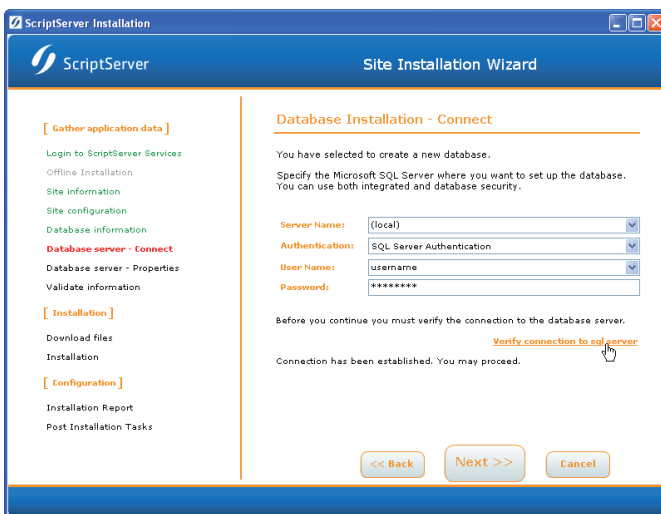 ScriptServer Installation
ScriptServer
Site Installation Wizard
[ Gather application data ]
Login to ScriptServer Services
Offline Installation
Site information
Site configuration
Database information
Database server - Connect
Database server - Properties
Validate information
[ Installation ]
Download files
Installation
[ Configuration ]
Installation Report
Post Installation Tasks
Database Installation - Connect
You have selected to create a new database.
Specify the Microsoft SQL Server where you want to set up the database.
You can use both integrated and database security.
Server Name: (local)
Authentication: SQL Server Authentication
User Name: username
Password: ********
Before you continue you must verify the connection to the database server.
Verify connection to sql server
Connection has been established. You may proceed.
<< Back Next >> Cancel